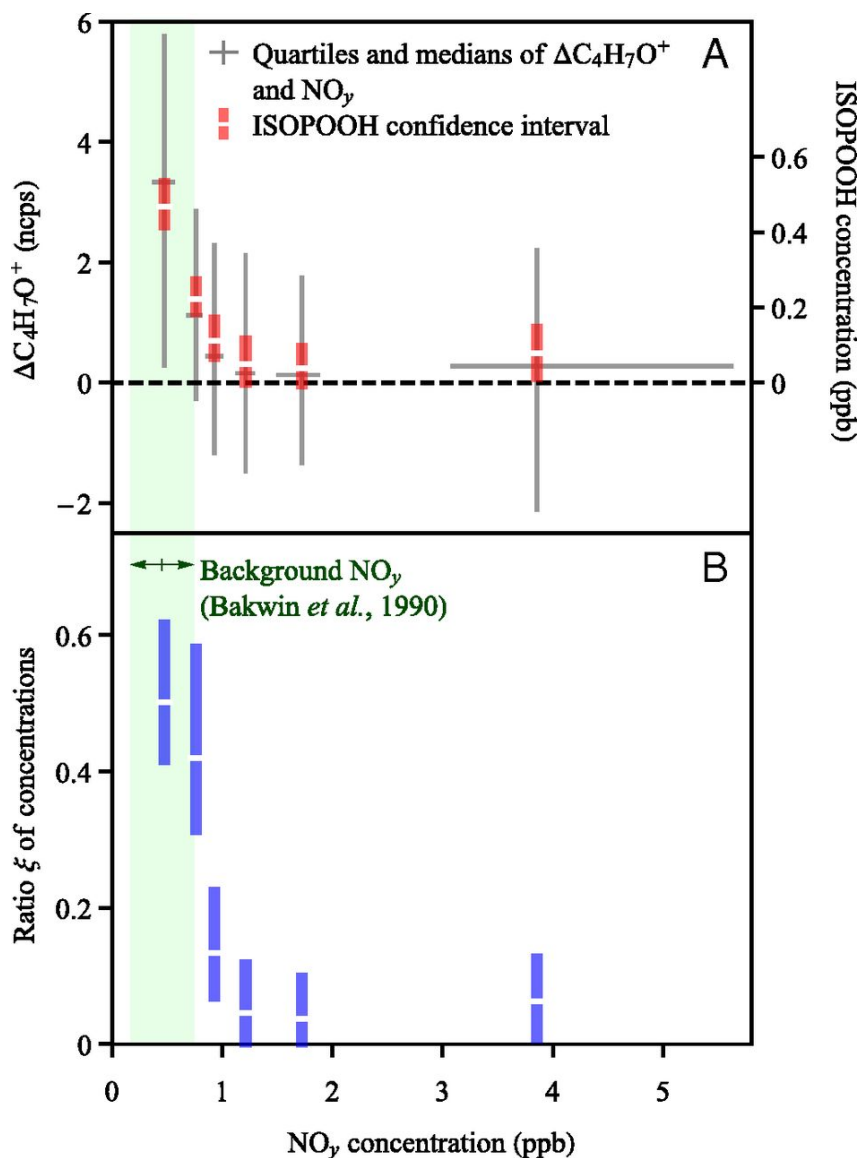 A
Quartiles and medians of ΔC₄H₇O⁺
and NOy
ISOPOOH confidence interval
ΔC₄H₇O⁺ (ncps)
6
4
2
0
−2
ISOPOOH concentration (ppb)
0.6
0.4
0.2
0
B
Background NOy
(Bakwin et al., 1990)
Ratio ξ of concentrations
0.6
0.4
0.2
0
0 1 2 3 4 5
NOy concentration (ppb)